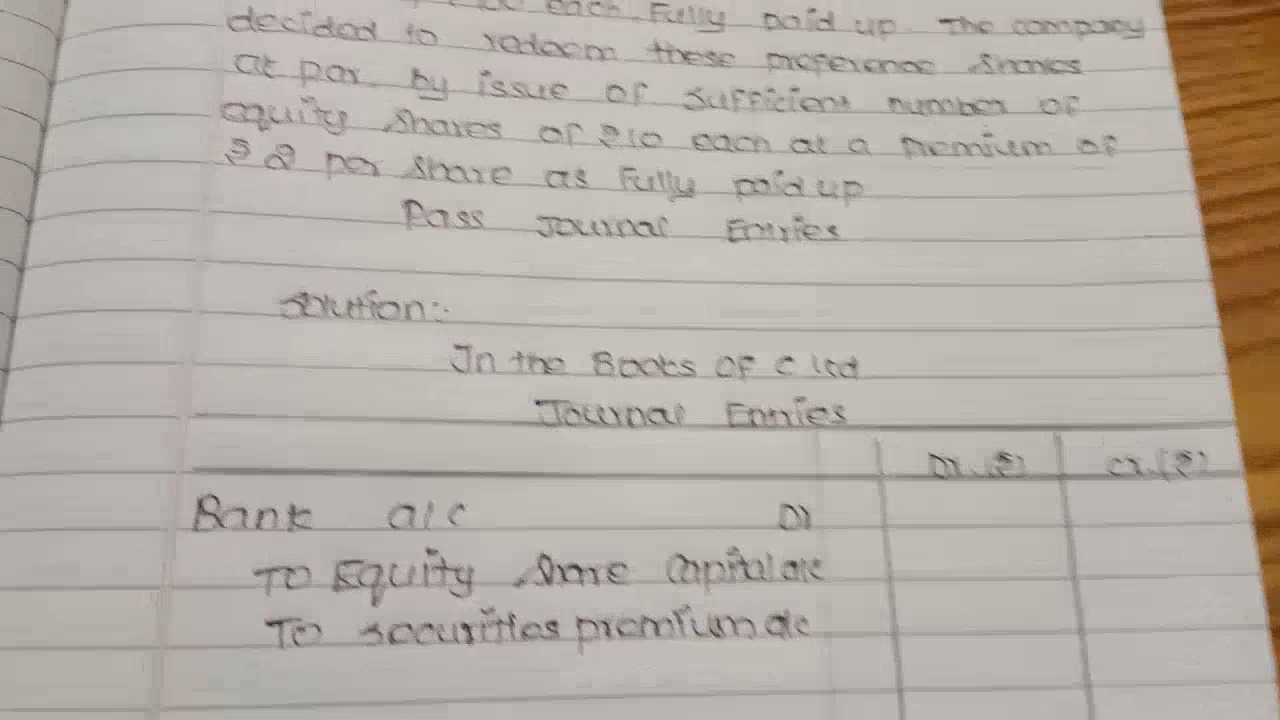 each Fully paid up. The company
decided to redeem these preference shares
at par by issue of sufficient number of
equity shares of ₹10 each at a premium of
₹ 2 per share as Fully paid up
Pass Journal Entries
Solution:-
In the Books of C Ltd
Journal Entries
Dr. (₹) Cr. (₹)
Bank a/c Dr
To Equity share capital a/c
To securities premium a/c